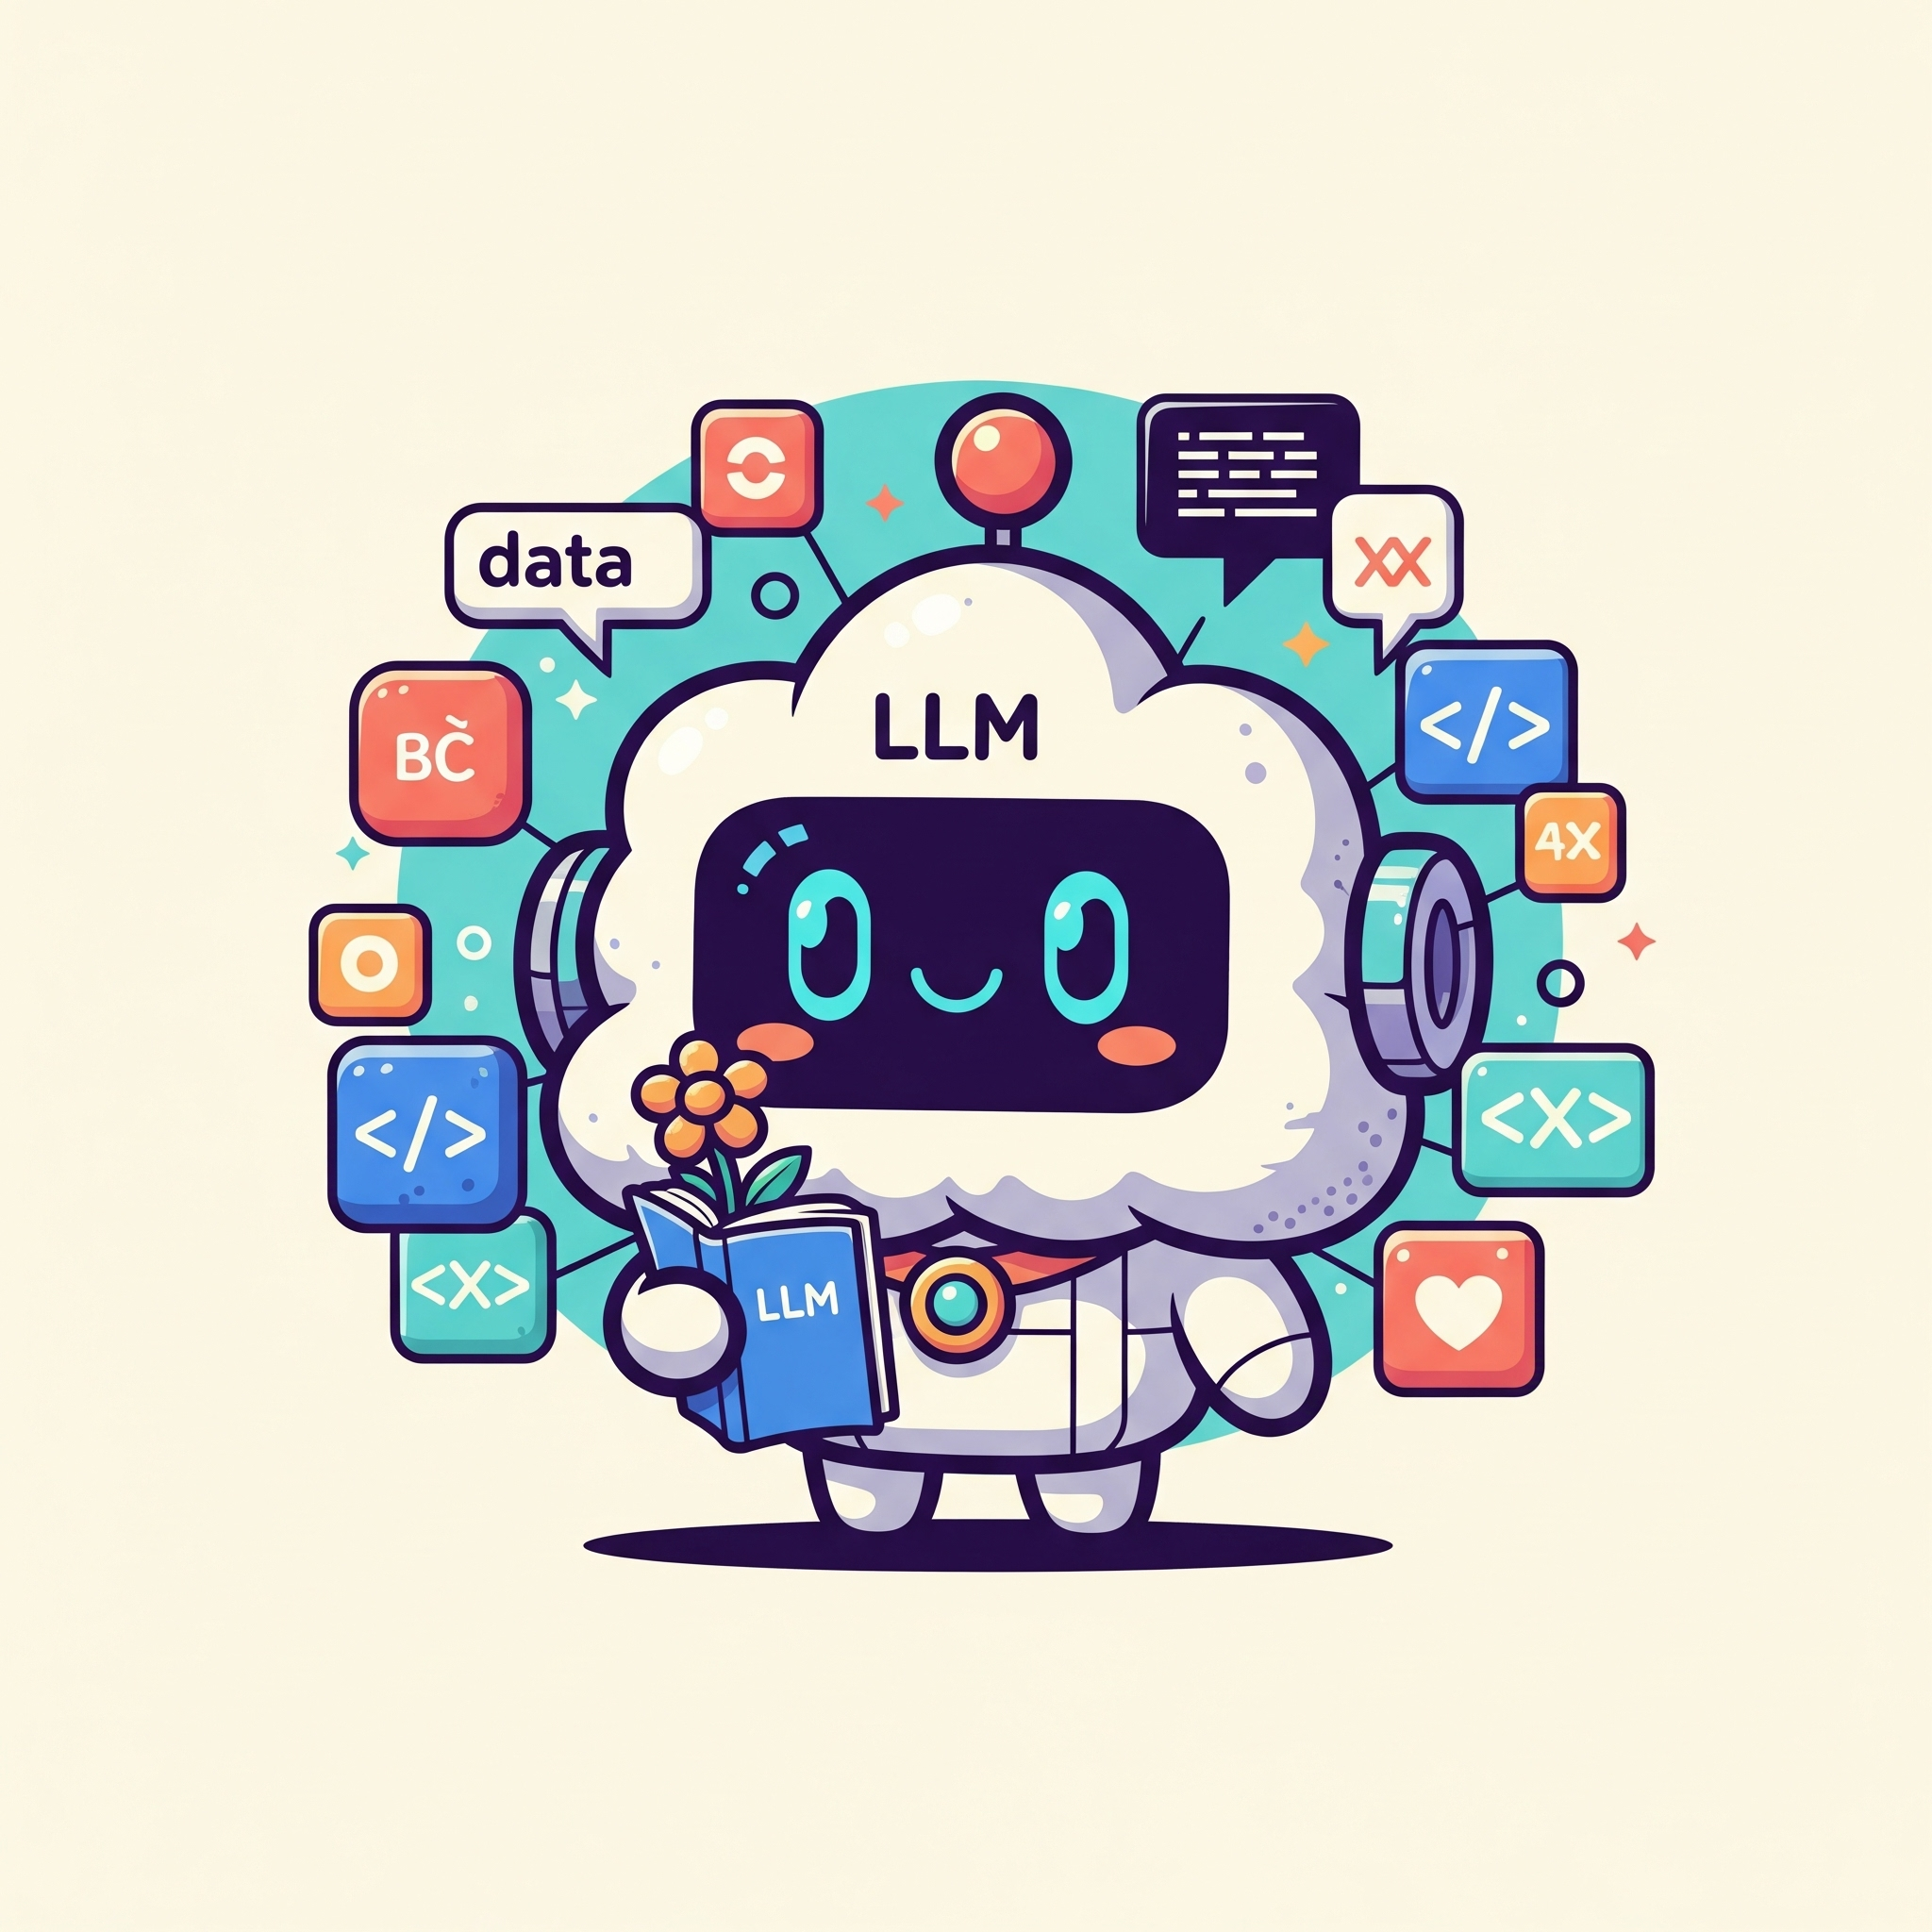 data
XX
BČ
LLM
</>
4X
</>
<X>
<X>
LLM